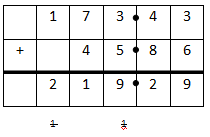 1 7 3 . 4 3
+ 4 5 . 8 6
2 1 9 . 2 9
1 1